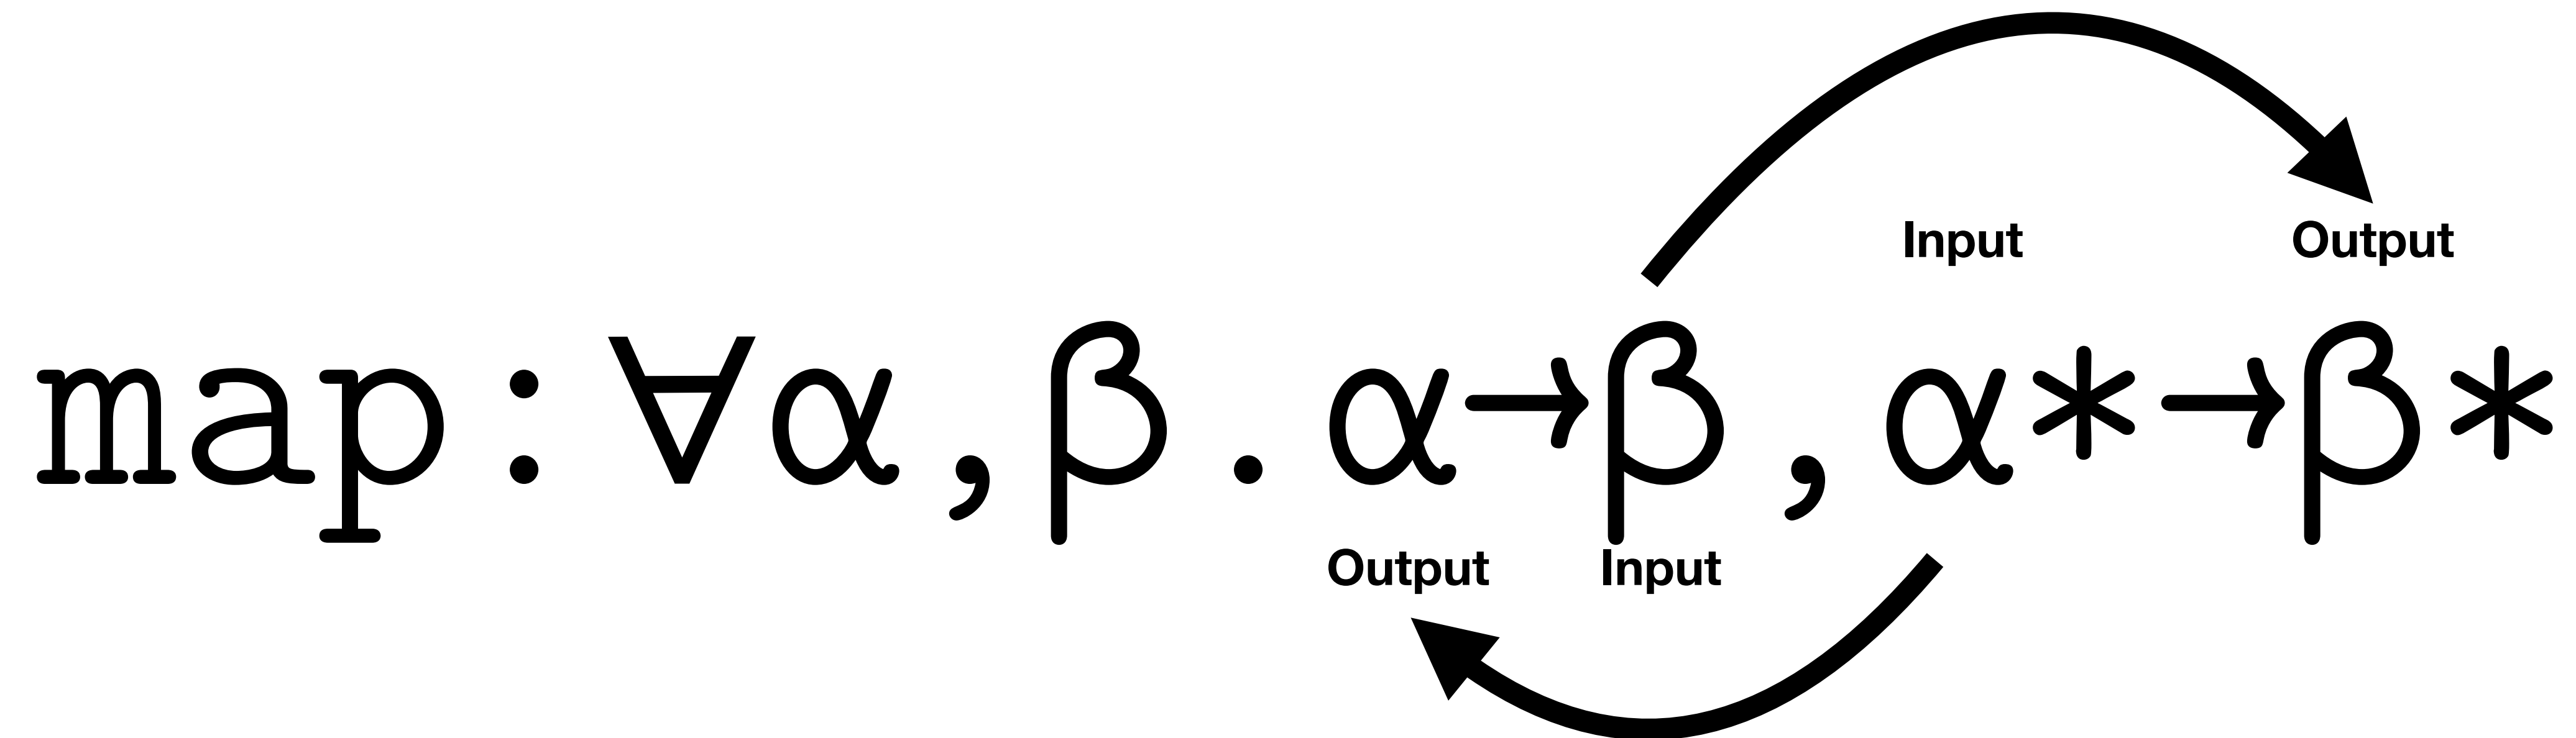 Input Output
map:∀α,β.α→β,α*→β*
Output Input